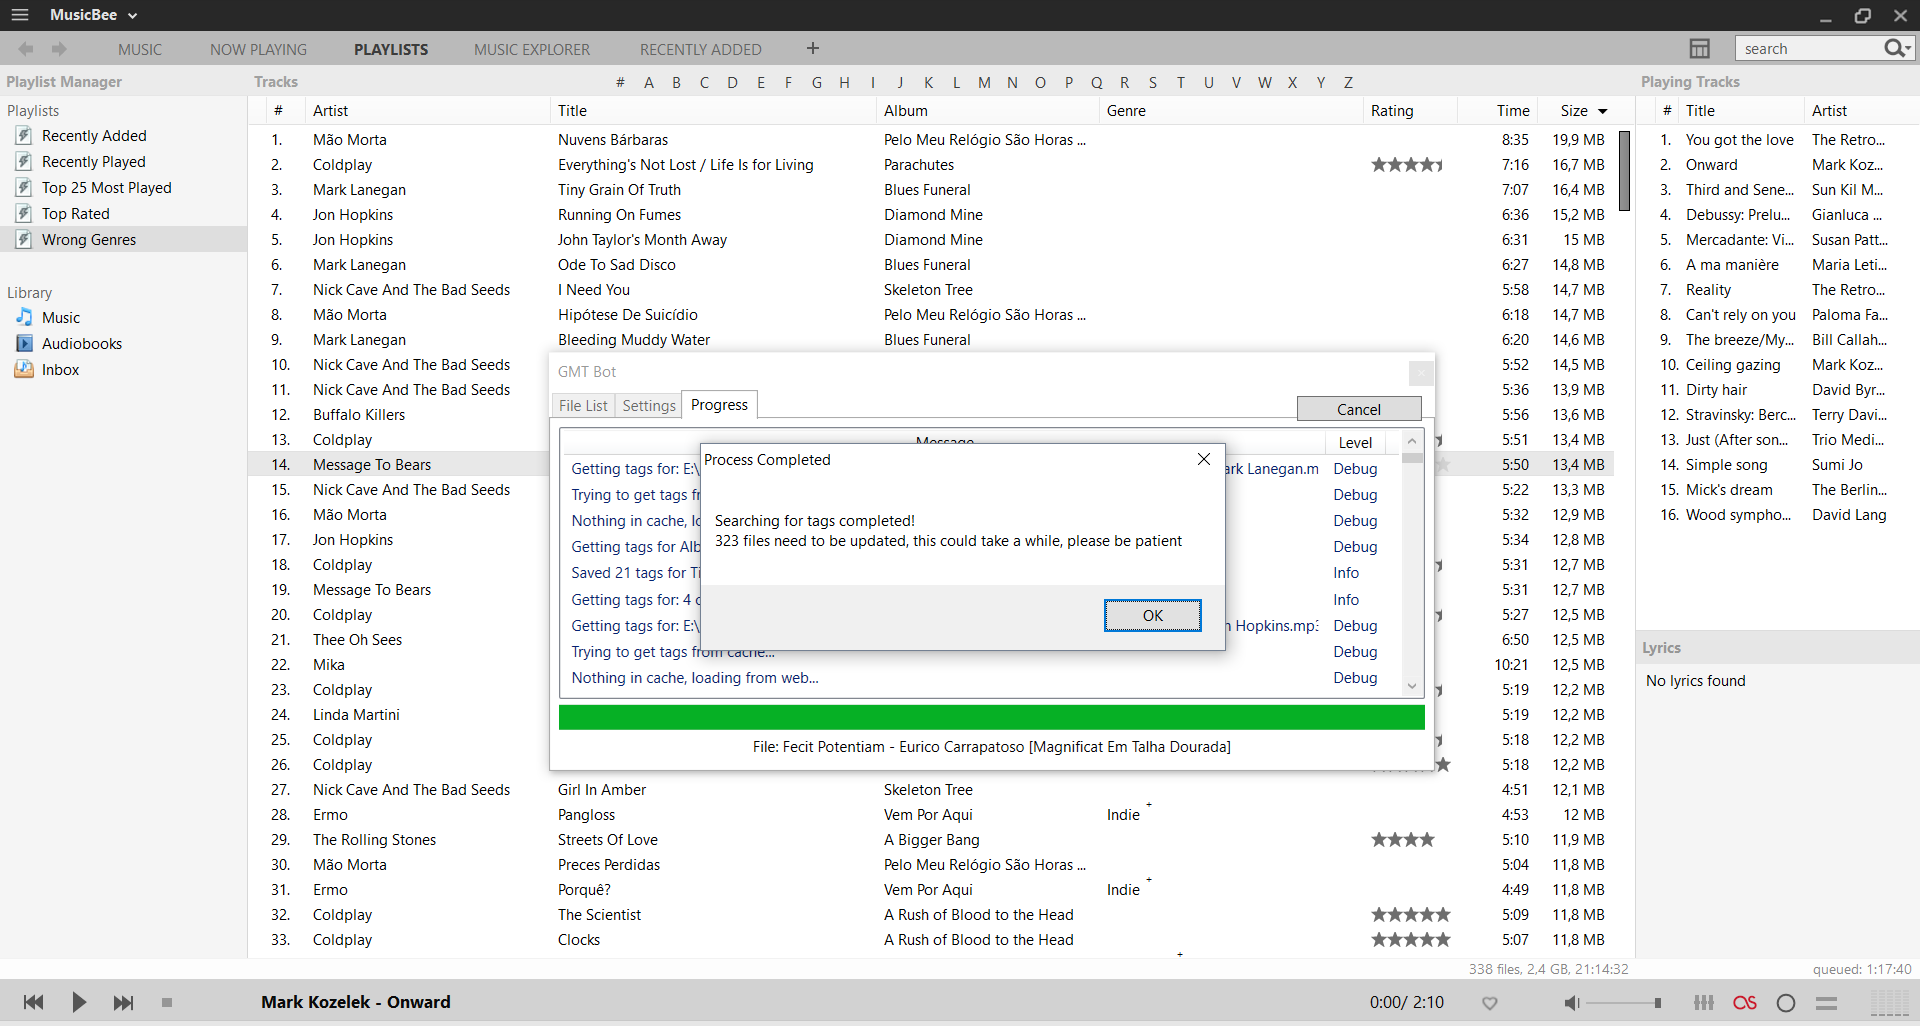 MusicBee
MUSIC NOW PLAYING PLAYLISTS MUSIC EXPLORER RECENTLY ADDED +
search
Playlist Manager
Playlists
Recently Added
Recently Played
Top 25 Most Played
Top Rated
Wrong Genres
Library
Music
Audiobooks
Inbox
Tracks
# A B C D E F G H I J K L M N O P Q R S T U V W X Y Z
# Artist Title Album Genre Rating Time Size
1. Mão Morta Nuvens Bárbaras Pelo Meu Relógio São Horas ... 8:35 19,9 MB
2. Coldplay Everything's Not Lost / Life Is for Living Parachutes 7:16 16,7 MB
3. Mark Lanegan Tiny Grain Of Truth Blues Funeral 7:07 16,4 MB
4. Jon Hopkins Running On Fumes Diamond Mine 6:36 15,2 MB
5. Jon Hopkins John Taylor's Month Away Diamond Mine 6:31 15 MB
6. Mark Lanegan Ode To Sad Disco Blues Funeral 6:27 14,8 MB
7. Nick Cave And The Bad Seeds I Need You Skeleton Tree 5:58 14,7 MB
8. Mão Morta Hipótese De Suicídio Pelo Meu Relógio São Horas ... 6:18 14,7 MB
9. Mark Lanegan Bleeding Muddy Water Blues Funeral 6:20 14,6 MB
10. Nick Cave And The Bad Seeds 5:52 14,5 MB
11. Nick Cave And The Bad Seeds 5:36 13,9 MB
12. Buffalo Killers 5:56 13,6 MB
13. Coldplay 5:51 13,4 MB
14. Message To Bears 5:50 13,4 MB
15. Nick Cave And The Bad Seeds 5:22 13,3 MB
16. Mão Morta 5:32 12,9 MB
17. Jon Hopkins 5:34 12,8 MB
18. Coldplay 5:31 12,7 MB
19. Message To Bears 5:31 12,7 MB
20. Coldplay 5:27 12,5 MB
21. Thee Oh Sees 6:50 12,5 MB
22. Mika 10:21 12,5 MB
23. Coldplay 5:19 12,2 MB
24. Linda Martini 5:19 12,2 MB
25. Coldplay 5:18 12,2 MB
26. Coldplay 5:18 12,2 MB
27. Nick Cave And The Bad Seeds Girl In Amber Skeleton Tree 4:51 12,1 MB
28. Ermo Pangloss Vem Por Aqui Indie + 4:53 12 MB
29. The Rolling Stones Streets Of Love A Bigger Bang 5:10 11,9 MB
30. Mão Morta Preces Perdidas Pelo Meu Relógio São Horas ... 5:04 11,8 MB
31. Ermo Porquê? Vem Por Aqui Indie + 4:49 11,8 MB
32. Coldplay The Scientist A Rush of Blood to the Head 5:09 11,8 MB
33. Coldplay Clocks A Rush of Blood to the Head 5:07 11,8 MB
+
GMT Bot
File List Settings Progress
Cancel
Message Level
Getting tags for: E:\ ark Lanegan.m Debug
Trying to get tags fr Debug
Nothing in cache, lo Debug
Getting tags for Alb Debug
Saved 21 tags for Ti Info
Getting tags for: 4 Info
Getting tags for: E:\ Hopkins.mp3 Debug
Trying to get tags from cache... Debug
Nothing in cache, loading from web... Debug
File: Fecit Potentiam - Eurico Carrapatoso [Magnificat Em Talha Dourada]
Process Completed
Searching for tags completed!
323 files need to be updated, this could take a while, please be patient
OK
Playing Tracks
# Title Artist
1. You got the love The Retro...
2. Onward Mark Koz...
3. Third and Sene... Sun Kil M...
4. Debussy: Prelu... Gianluca ...
5. Mercadante: Vi... Susan Patt...
6. A ma manière Maria Leti...
7. Reality The Retro...
8. Can't rely on you Paloma Fa...
9. The breeze/My... Bill Callah...
10. Ceiling gazing Mark Koz...
11. Dirty hair David Byr...
12. Stravinsky: Berc... Terry Davi...
13. Just (After son... Trio Medi...
14. Simple song Sumi Jo
15. Mick's dream The Berlin...
16. Wood sympho... David Lang
Lyrics
No lyrics found
338 files, 2,4 GB, 21:14:32
queued: 1:17:40
Mark Kozelek - Onward
0:00/ 2:10